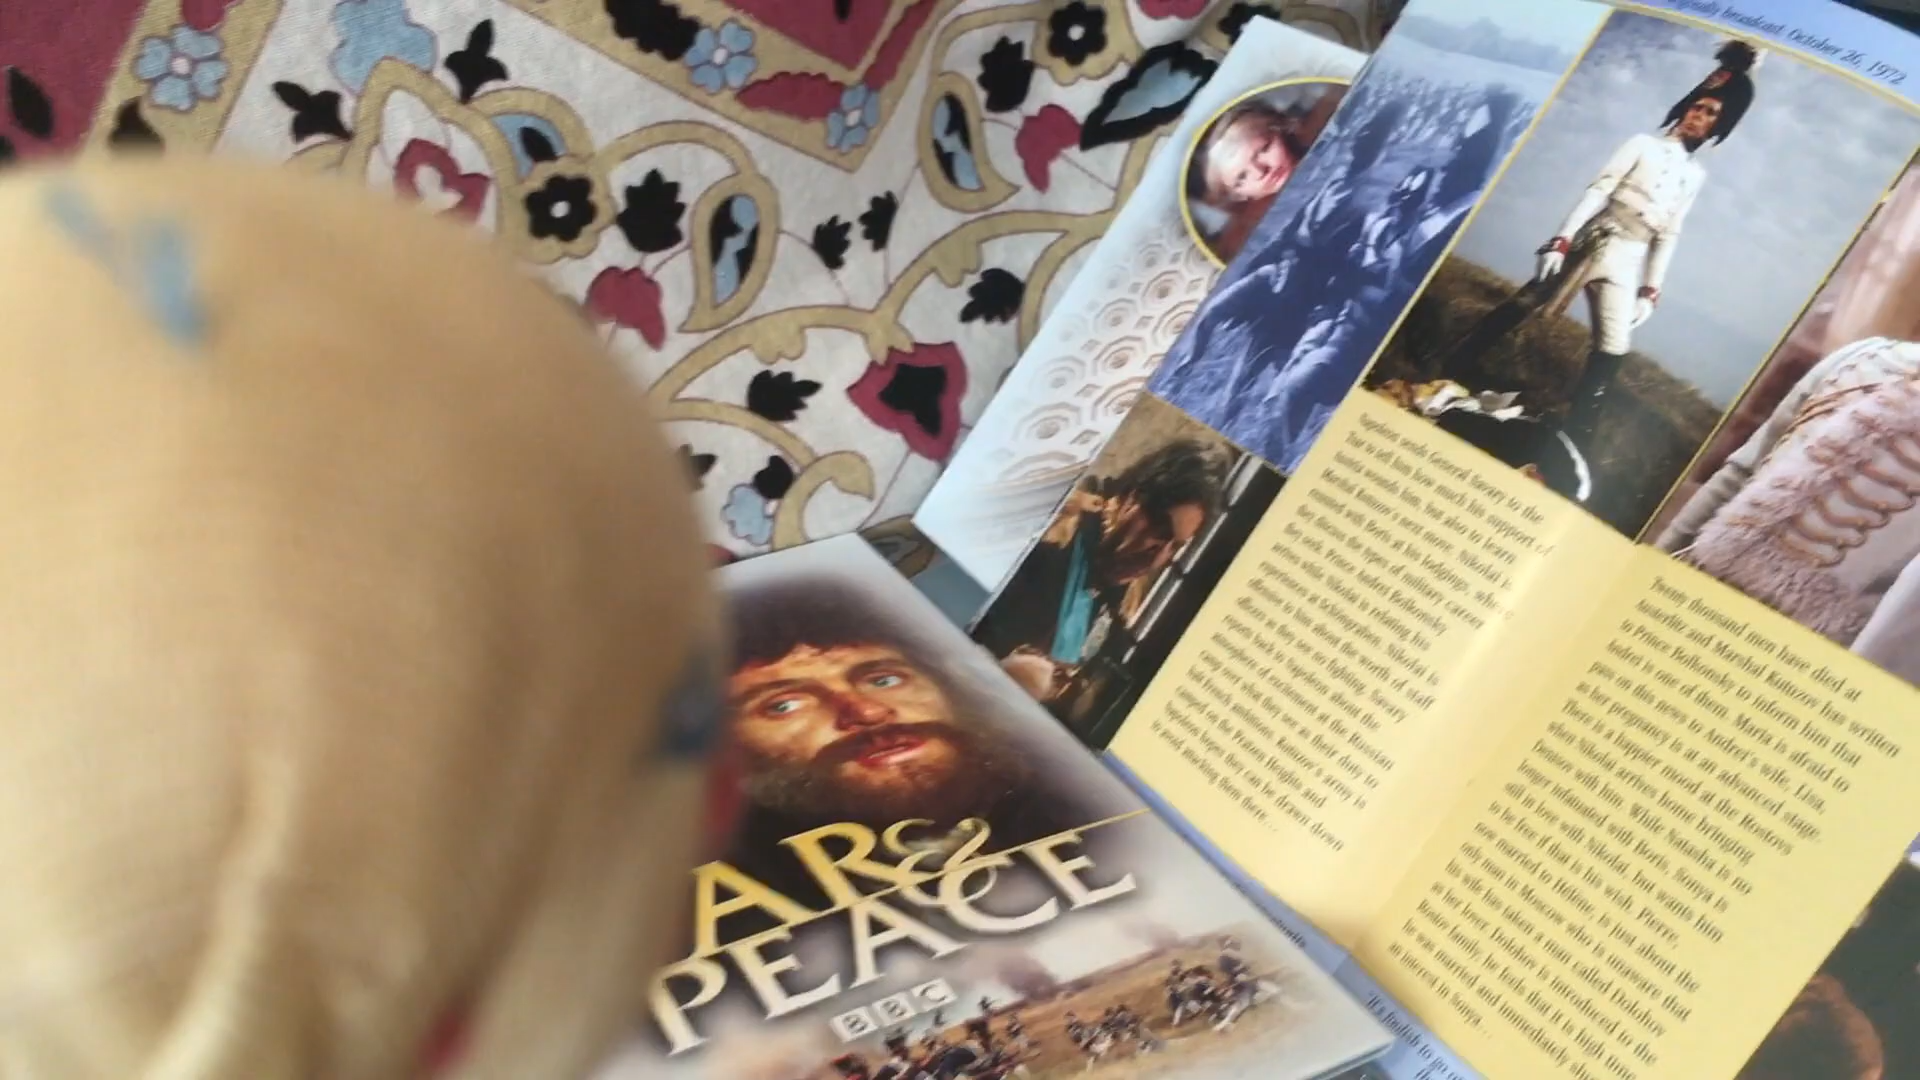 originally broadcast October 26, 1972
Napoleon sends General Savary to the
Tsar to tell him how much his support of
Austria wounds him, but also to learn
Marshal Kutuzov's next move. Nikolai is
reunited with Boris at his lodgings, where
they discuss the types of military career
they seek. Prince Andrei Bolkonsky
arrives while Nikolai is relating his
experiences at Schöngraben. Nikolai is
offensive to him about the worth of staff
officers as they see no fighting. Savary
reports back to Napoleon about the
atmosphere of excitement at the Russian
camp over what they see as their duty to
foil French ambitions. Kutuzov's army is
camped on the Pratzen Heights and
Napoleon hopes they can be drawn down
to avoid attacking them there...
Twenty thousand men have died at
Austerlitz and Marshal Kutuzov has written
to Prince Bolkonsky to inform him that
Andrei is one of them. Maria is afraid to
pass on this news to Andrei's wife, Lisa,
as her pregnancy is at an advanced stage.
There is a happier mood at the Rostovs
when Nikolai arrives home bringing
Denisov with him. While Natasha is no
longer infatuated with Boris, Sonya is
still in love with Nikolai, but wants him
to be free if that is his wish. Pierre,
now married to Hélène, is just about the
only man in Moscow who is unaware that
his wife has taken a man called Dolohov
as her lover. Dolohov is introduced to the
Rostov family, he feels that it is high time
he was married and immediately
an interest in Sonya...
"It's foolish to go
AR &
PEACE
BBC